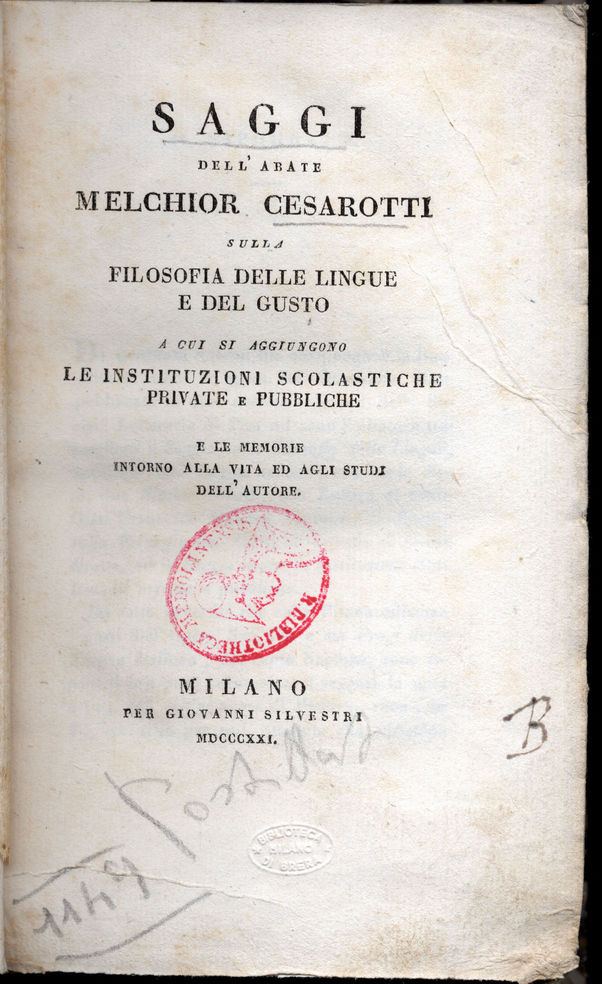 SAGGI
DELL' ABATE
MELCHIOR CESAROTTI
SULLA
FILOSOFIA DELLE LINGUE
E DEL GUSTO
A CUI SI AGGIUNGONO
LE INSTITUZIONI SCOLASTICHE
PRIVATE E PUBBLICHE
E LE MEMORIE
INTORNO ALLA VITA ED AGLI STUDJ
DELL' AUTORE.
R. BIBLIOTHECA MEDIOLANENSIS
MILANO
PER GIOVANNI SILVESTRI
MDCCCXXI.
B
BIBLIOTECA
MILANO
DI BRERA